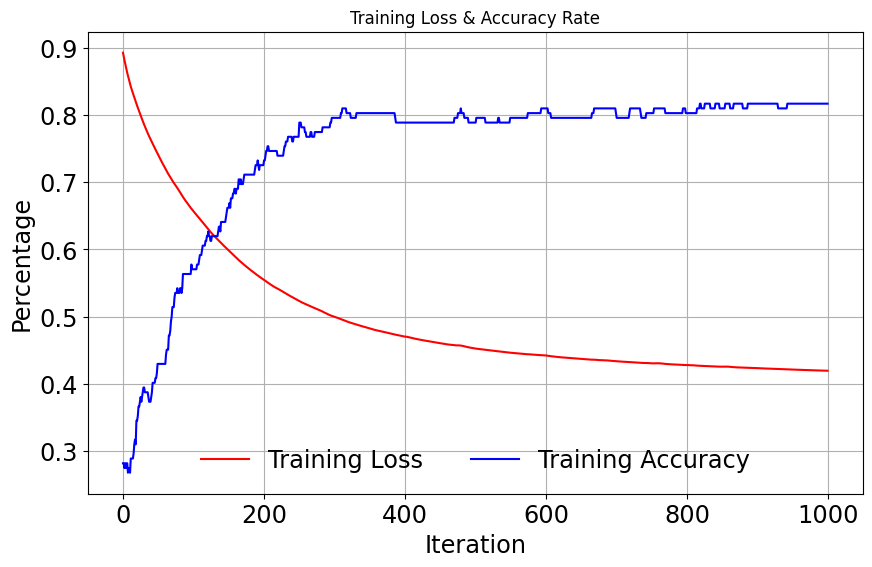 Training Loss & Accuracy Rate
0.9
0.8
0.7
0.6
0.5
0.4
0.3
Percentage
Training Loss
Training Accuracy
0 200 400 600 800 1000
Iteration